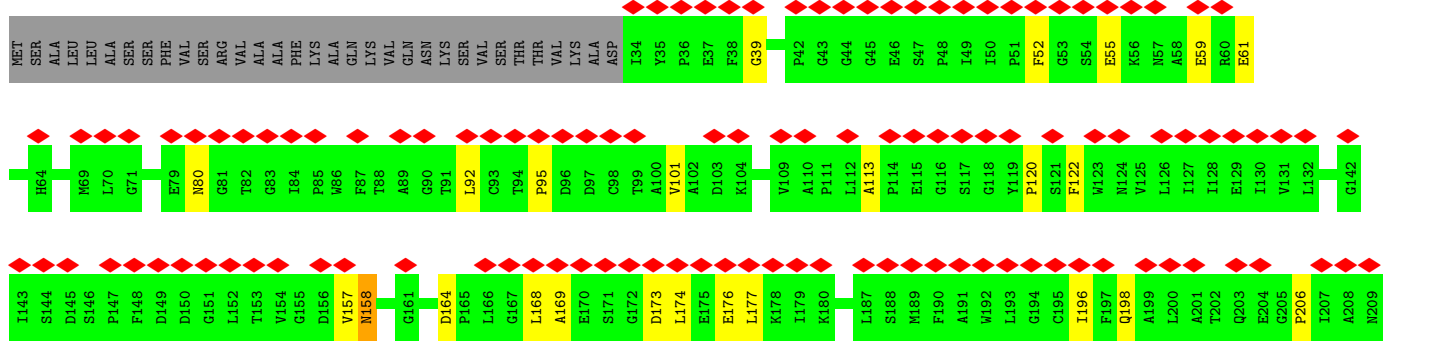 MET SER ALA LEU LEU ALA SER SER PHE VAL SER ARG VAL ALA ALA PHE LYS ALA GLN LYS VAL GLN ASN LYS SER VAL SER THR THR VAL LYS ALA ASP I34 Y35 P36 E37 F38 G39 P42 G43 G44 G45 E46 S47 P48 I49 I50 P51 F52 G53 S54 E55 K56 N57 A58 E59 R60 E61
H64 M69 L70 G71 E79 N80 G81 T82 G83 I84 P85 W86 F87 T88 A89 G90 T91 L92 C93 T94 P95 D96 D97 C98 T99 A100 V101 A102 D103 K104 V109 A110 P111 L112 A113 P114 E115 G116 S117 G118 Y119 P120 S121 F122 W123 N124 V125 L126 I127 I128 E129 I130 V131 L132 G142
I143 S144 D145 S146 P147 F148 D149 D150 G151 L152 T153 V154 G155 D156 V157 N158 G161 D164 P165 L166 G167 L168 A169 E170 S171 G172 D173 L174 E175 E176 L177 K178 I179 K180 L187 S188 M189 F190 A191 W192 L193 G194 C195 I196 F197 Q198 A199 L200 A201 T202 Q203 E204 G205 P206 I207 A208 N209